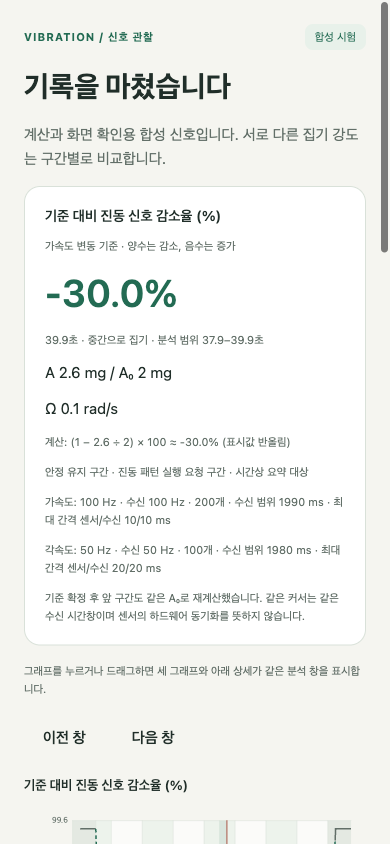 VIBRATION / 신호 관찰
합성 시험
기록을 마쳤습니다
계산과 화면 확인용 합성 신호입니다. 서로 다른 집기 강도
는 구간별로 비교합니다.
기준 대비 진동 신호 감소율 (%)
가속도 변동 기준 · 양수는 감소, 음수는 증가
-30.0%
39.9초 · 중간으로 집기 · 분석 범위 37.9–39.9초
A 2.6 mg / A₀ 2 mg
Ω 0.1 rad/s
계산: (1 − 2.6 ÷ 2) × 100 ≈ -30.0% (표시값 반올림)
안정 유지 구간 · 진동 패턴 실행 요청 구간 · 시간상 요약 대상
가속도: 100 Hz · 수신 100 Hz · 200개 · 수신 범위 1990 ms · 최
대 간격 센서/수신 10/10 ms
각속도: 50 Hz · 수신 50 Hz · 100개 · 수신 범위 1980 ms · 최대
간격 센서/수신 20/20 ms
기준 확정 후 앞 구간도 같은 A₀로 재계산했습니다. 같은 커서는 같은
수신 시간창이며 센서의 하드웨어 동기화를 뜻하지 않습니다.
그래프를 누르거나 드래그하면 세 그래프와 아래 상세가 같은 분석 창을 표시합
니다.
이전 창
다음 창
기준 대비 진동 신호 감소율 (%)
99.6